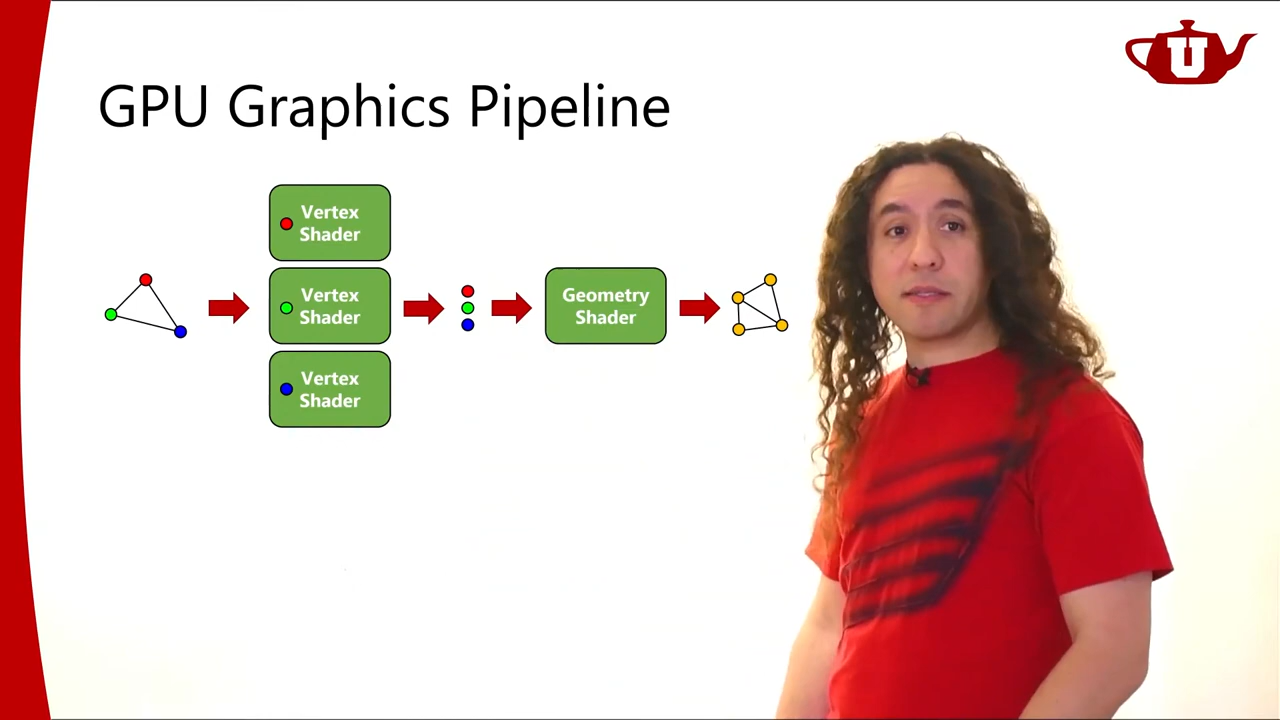 U
GPU Graphics Pipeline
Vertex
Shader
Vertex
Shader
Geometry
Shader
Vertex
Shader